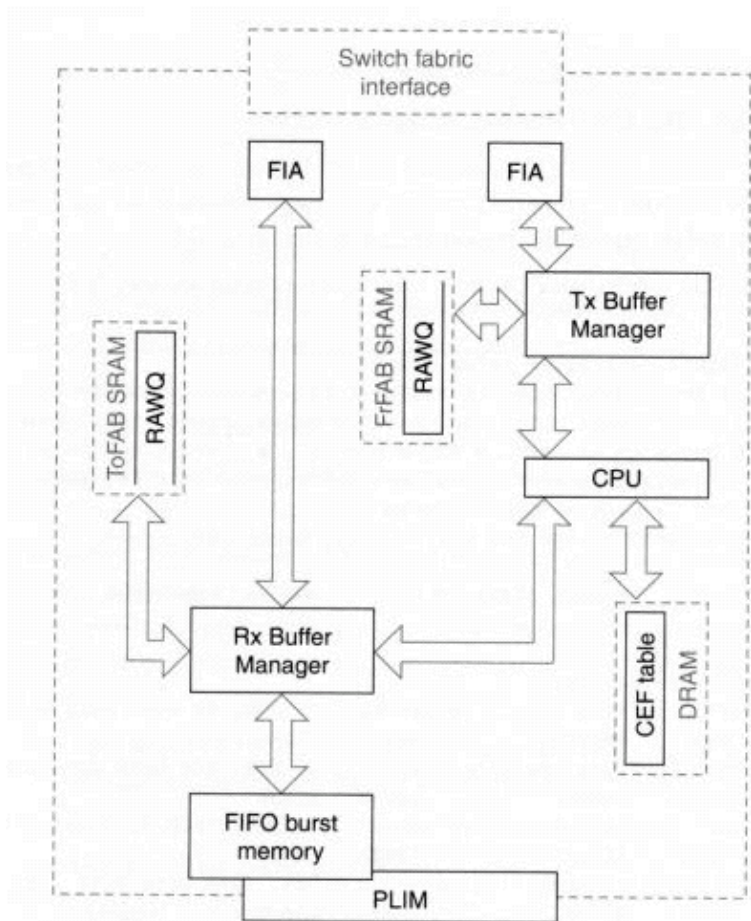 Switch fabric
interface
FIA
FIA
Tx Buffer
Manager
FrFAB SRAM
RAWQ
ToFAB SRAM
RAWQ
CPU
Rx Buffer
Manager
CEF table
DRAM
FIFO burst
memory
PLIM